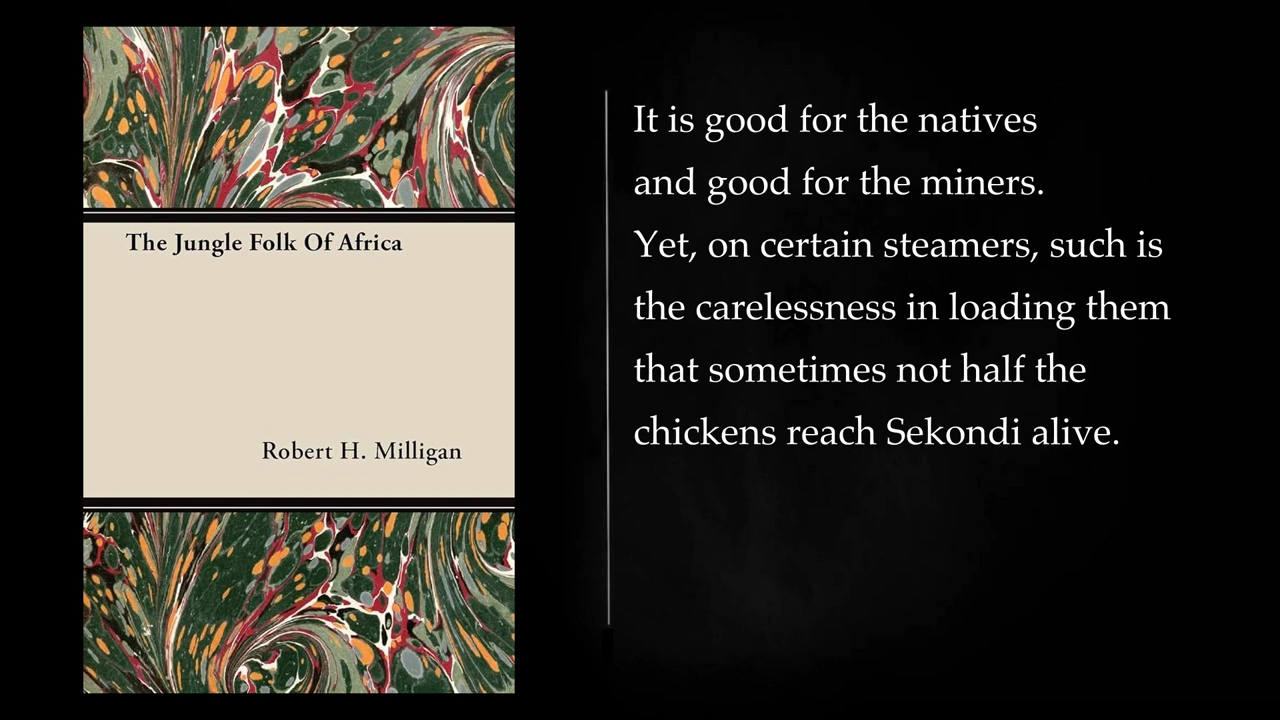 The Jungle Folk Of Africa
Robert H. Milligan
It is good for the natives
and good for the miners.
Yet, on certain steamers, such is
the carelessness in loading them
that sometimes not half the
chickens reach Sekondi alive.